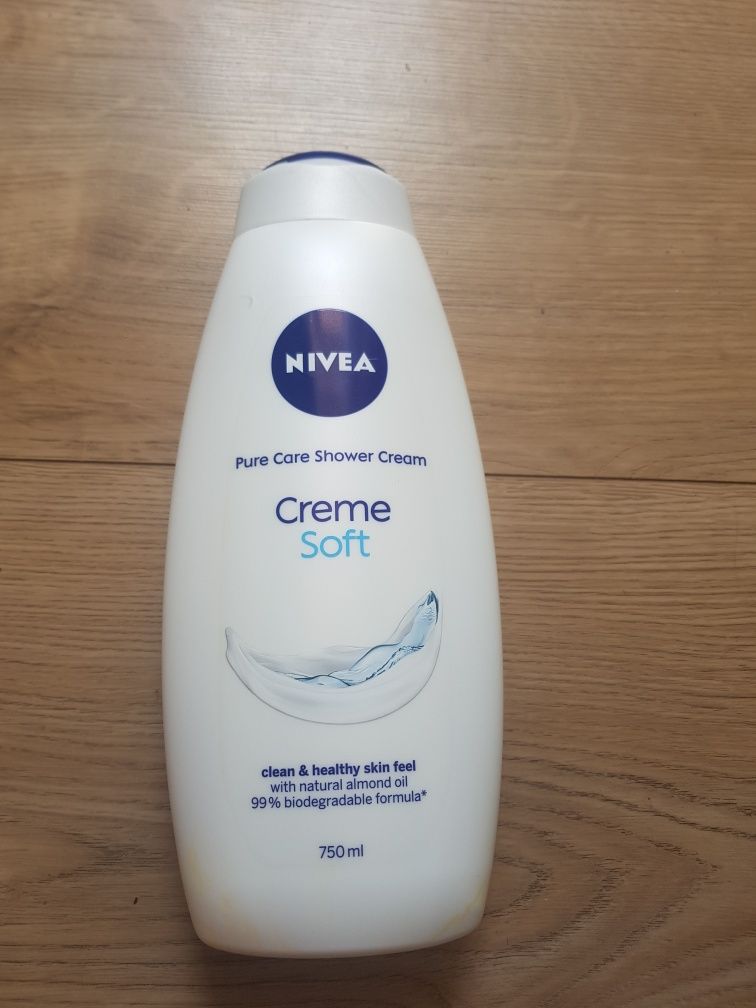 NIVEA
Pure Care Shower Cream
Creme
Soft
clean & healthy skin feel
with natural almond oil
99% biodegradable formula*
750 ml